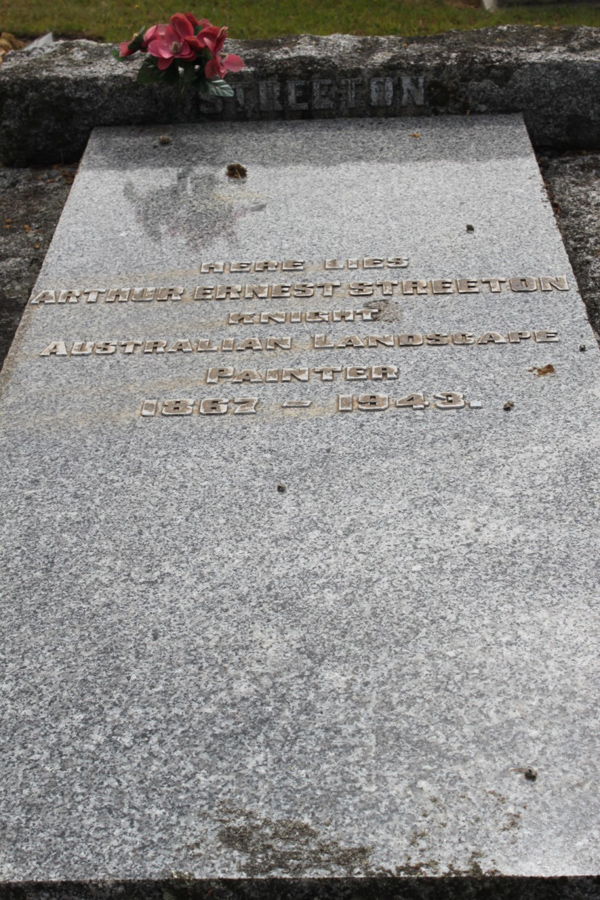 STREETON
HERE LIES
ARTHUR ERNEST STREETON
KNIGHT
AUSTRALIAN LANDSCAPE
PAINTER
1867 – 1943.